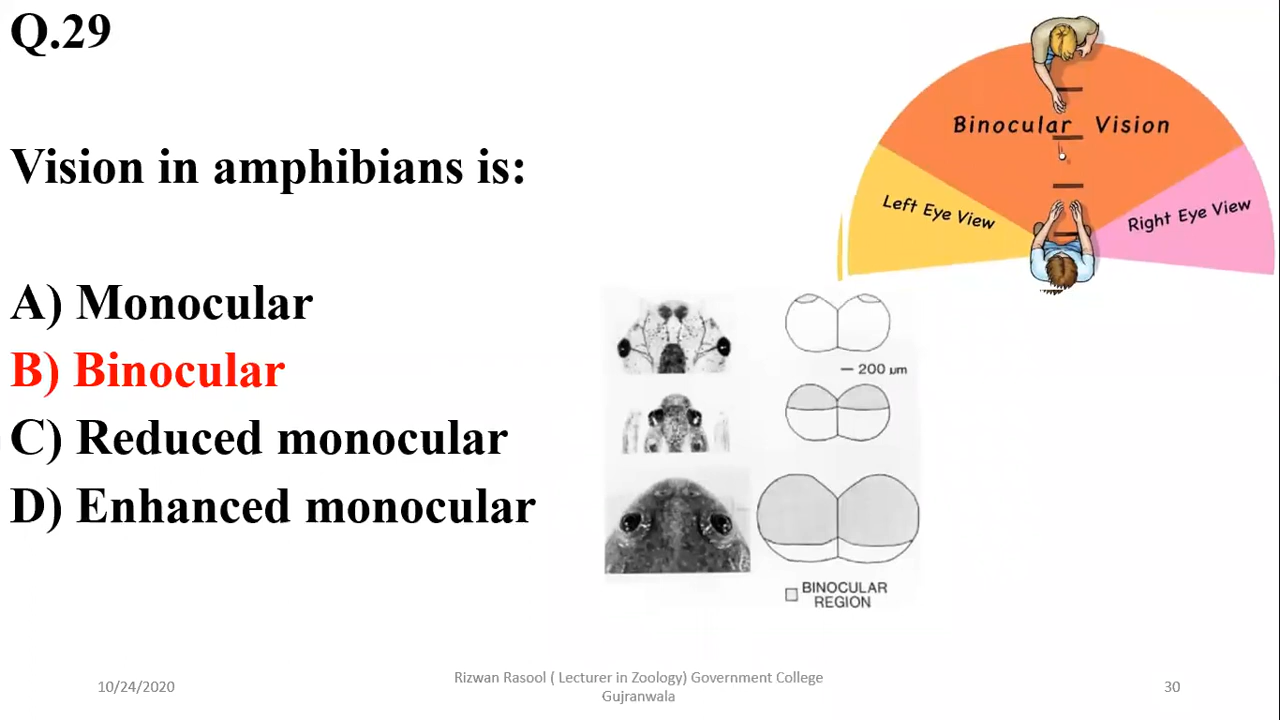 Q.29
Vision in amphibians is:
A) Monocular
B) Binocular
C) Reduced monocular
D) Enhanced monocular
Binocular Vision
Left Eye View
Right Eye View
200 µm
BINOCULAR
REGION
10/24/2020
Rizwan Rasool ( Lecturer in Zoology) Government College
Gujranwala
30